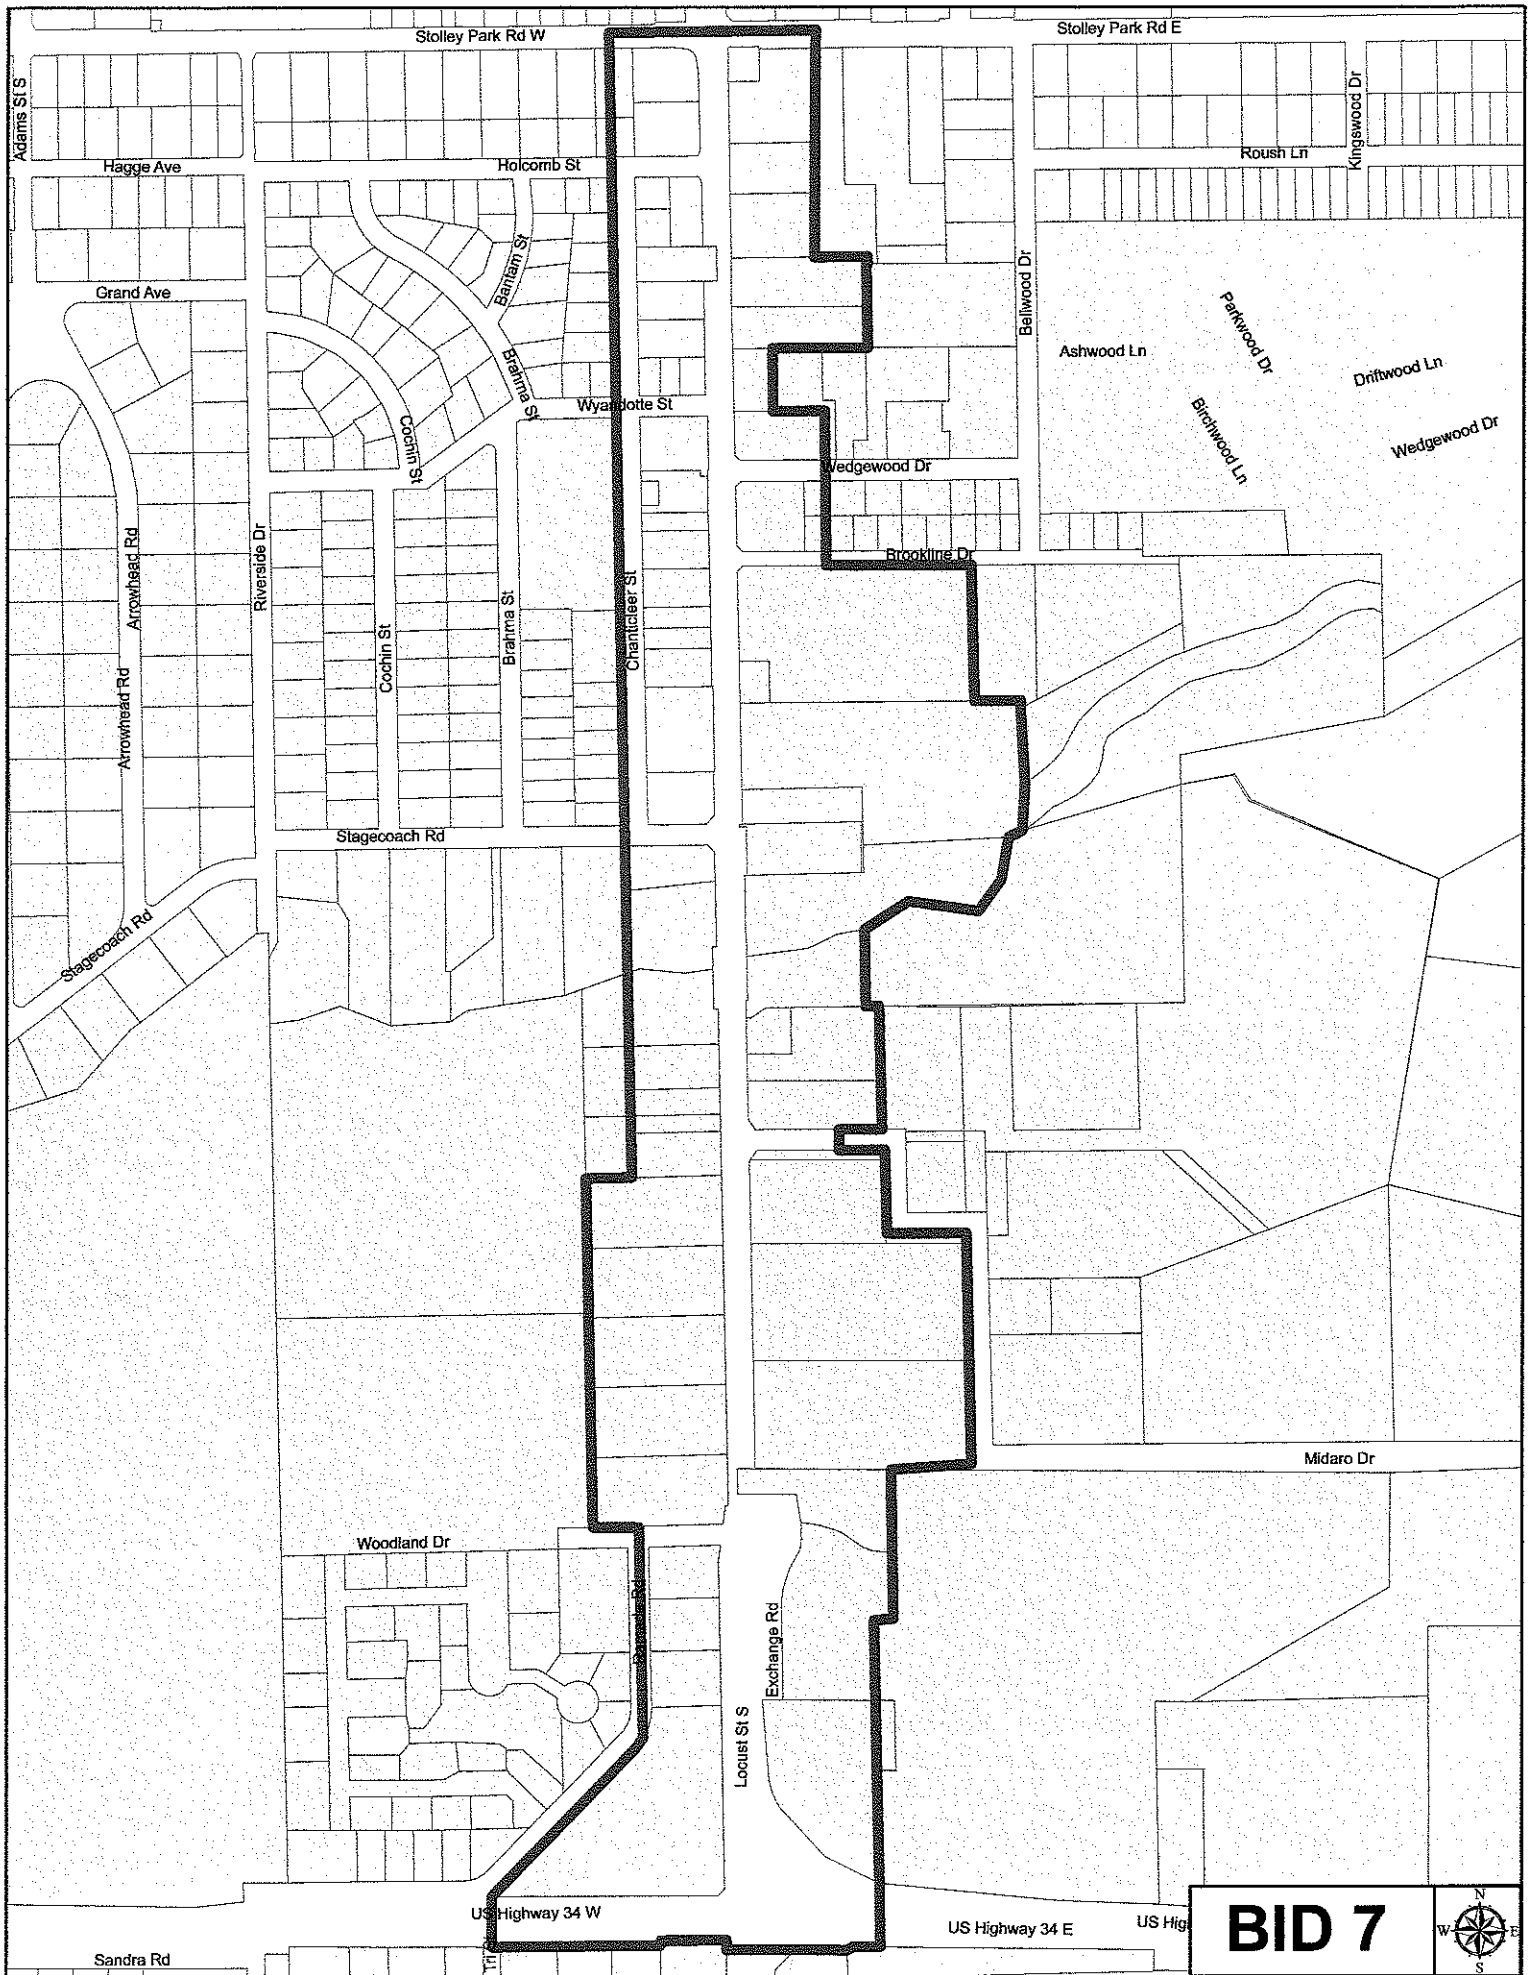 Stolley Park Rd W
Stolley Park Rd E
Adams St S
Kingswood Dr
Hagge Ave
Holcomb St
Roush Ln
Bantam St
Bellwood Dr
Grand Ave
Parkwood Dr
Ashwood Ln
Driftwood Ln
Brahma St
Wyandotte St
Birchwood Ln
Wedgewood Dr
Cochin St
Wedgewood Dr
Arrowhead Rd
Riverside Dr
Brookline Dr
Chanticleer St
Brahma St
Cochin St
Arrowhead Rd
Stagecoach Rd
Stagecoach Rd
Midaro Dr
Woodland Dr
Rd
Exchange Rd
Locust St S
US Highway 34 W
US Highway 34 E
US Hig
BID 7
N
W
E
S
Sandra Rd
Tri